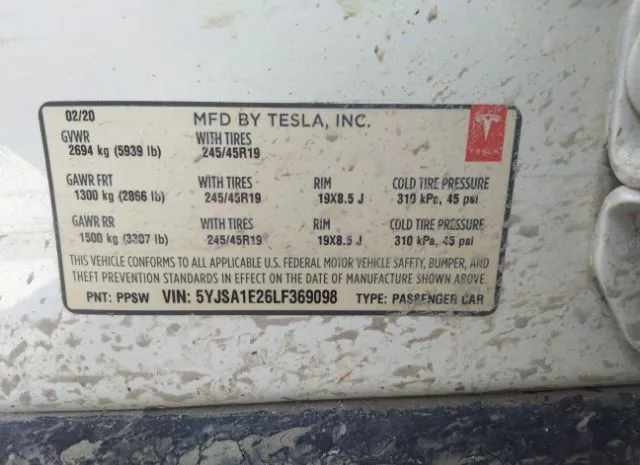 02/20 MFD BY TESLA, INC.
GVWR WITH TIRES
2694 kg (5939 lb) 245/45R19
TESLA
GAWR FRT WITH TIRES RIM COLD TIRE PRESSURE
1300 kg (2866 lb) 245/45R19 19X8.5 J 310 kPa, 45 psi
GAWR RR WITH TIRES RIM COLD TIRE PRESSURE
1500 kg (3307 lb) 245/45R19 19X8.5 J 310 kPa, 45 psi
THIS VEHICLE CONFORMS TO ALL APPLICABLE U.S. FEDERAL MOTOR VEHICLE SAFETY, BUMPER, AND
THEFT PREVENTION STANDARDS IN EFFECT ON THE DATE OF MANUFACTURE SHOWN ABOVE.
PNT: PPSW VIN: 5YJSA1E26LF369098 TYPE: PASSENGER CAR